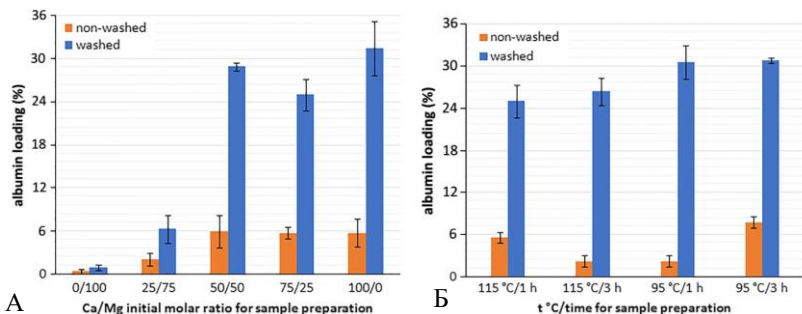 non-washed
washed
albumin loading (%)
36
30
24
18
12
6
0
0/100
25/75
50/50
75/25
100/0
Ca/Mg initial molar ratio for sample preparation
А
non-washed
washed
albumin loading (%)
36
30
24
18
12
6
0
115 °C/1 h
115 °C/3 h
95 °C/1 h
95 °C/3 h
t °C/time for sample preparation
Б